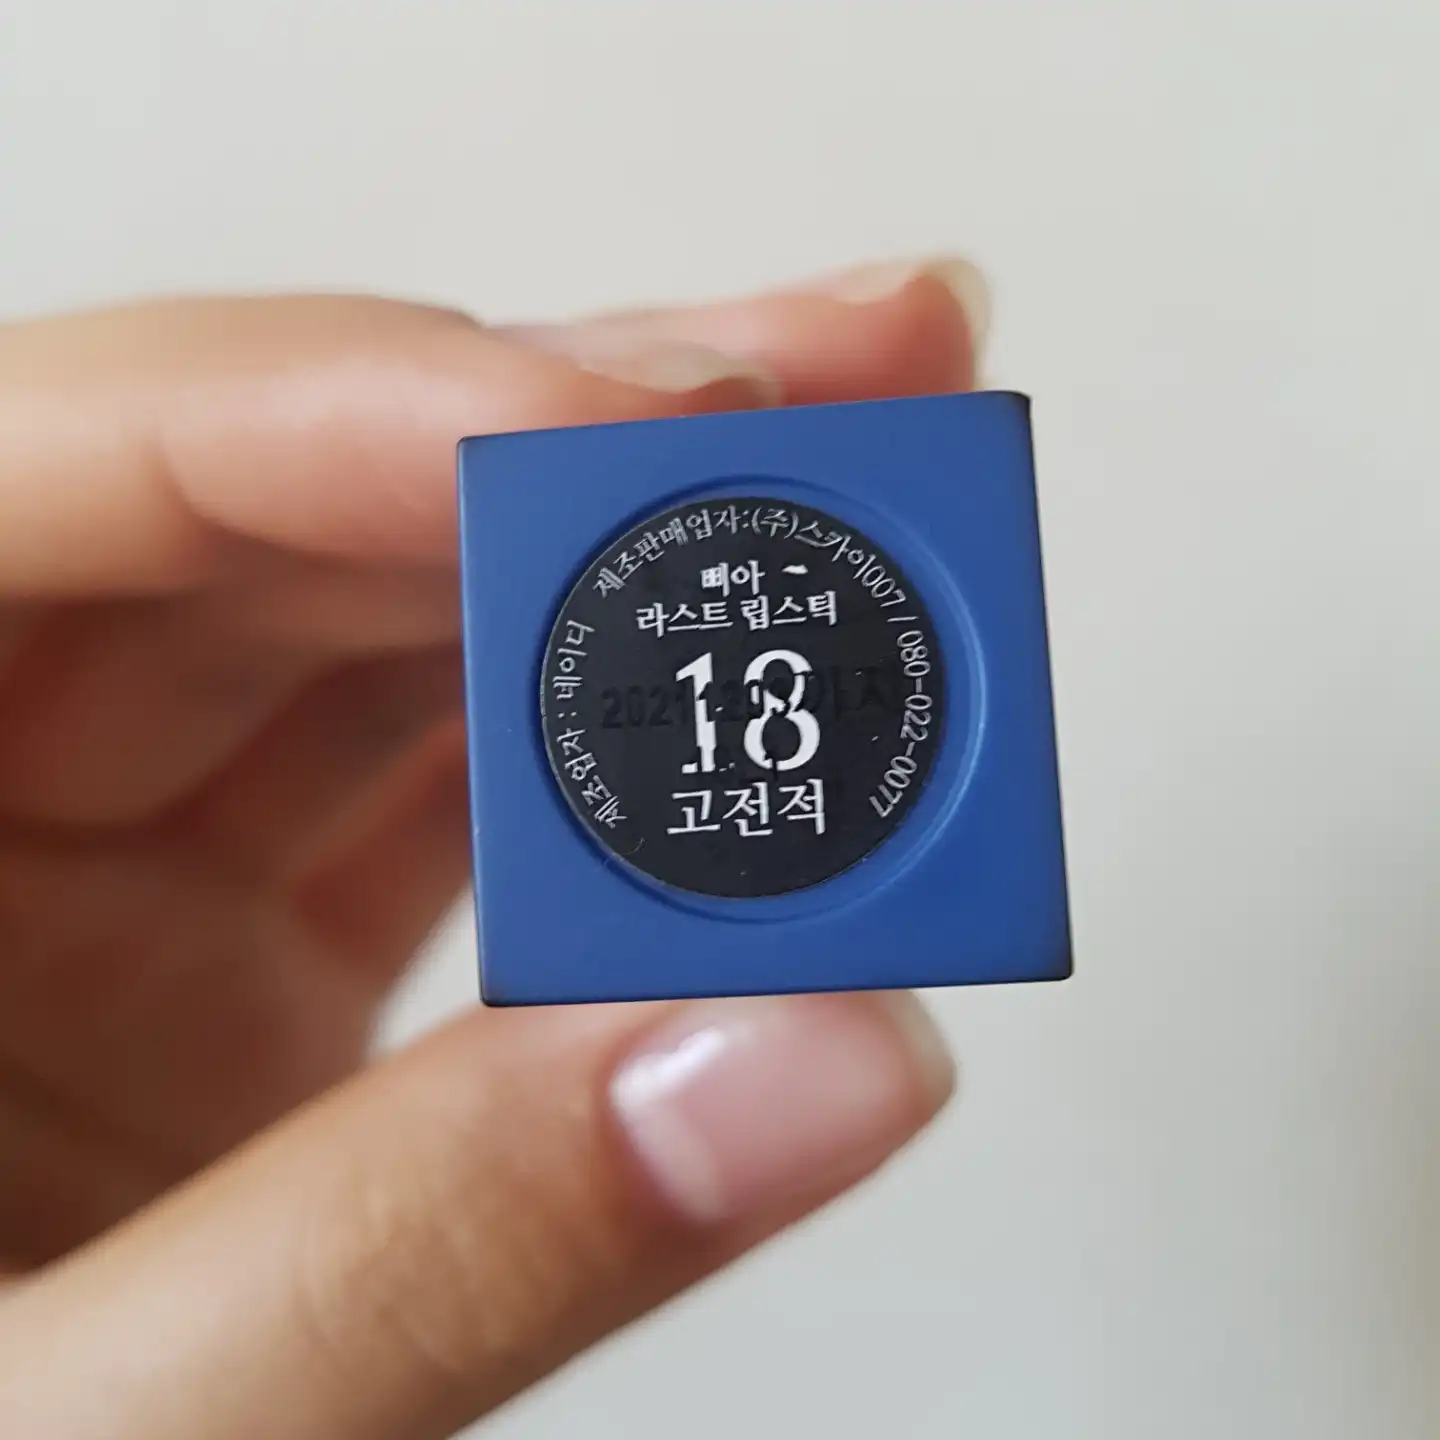 제조판매업자:(주)스카이007 / 080-022-0077
제조업자 : 네이디
삐아
라스트 립스틱
18
고전적